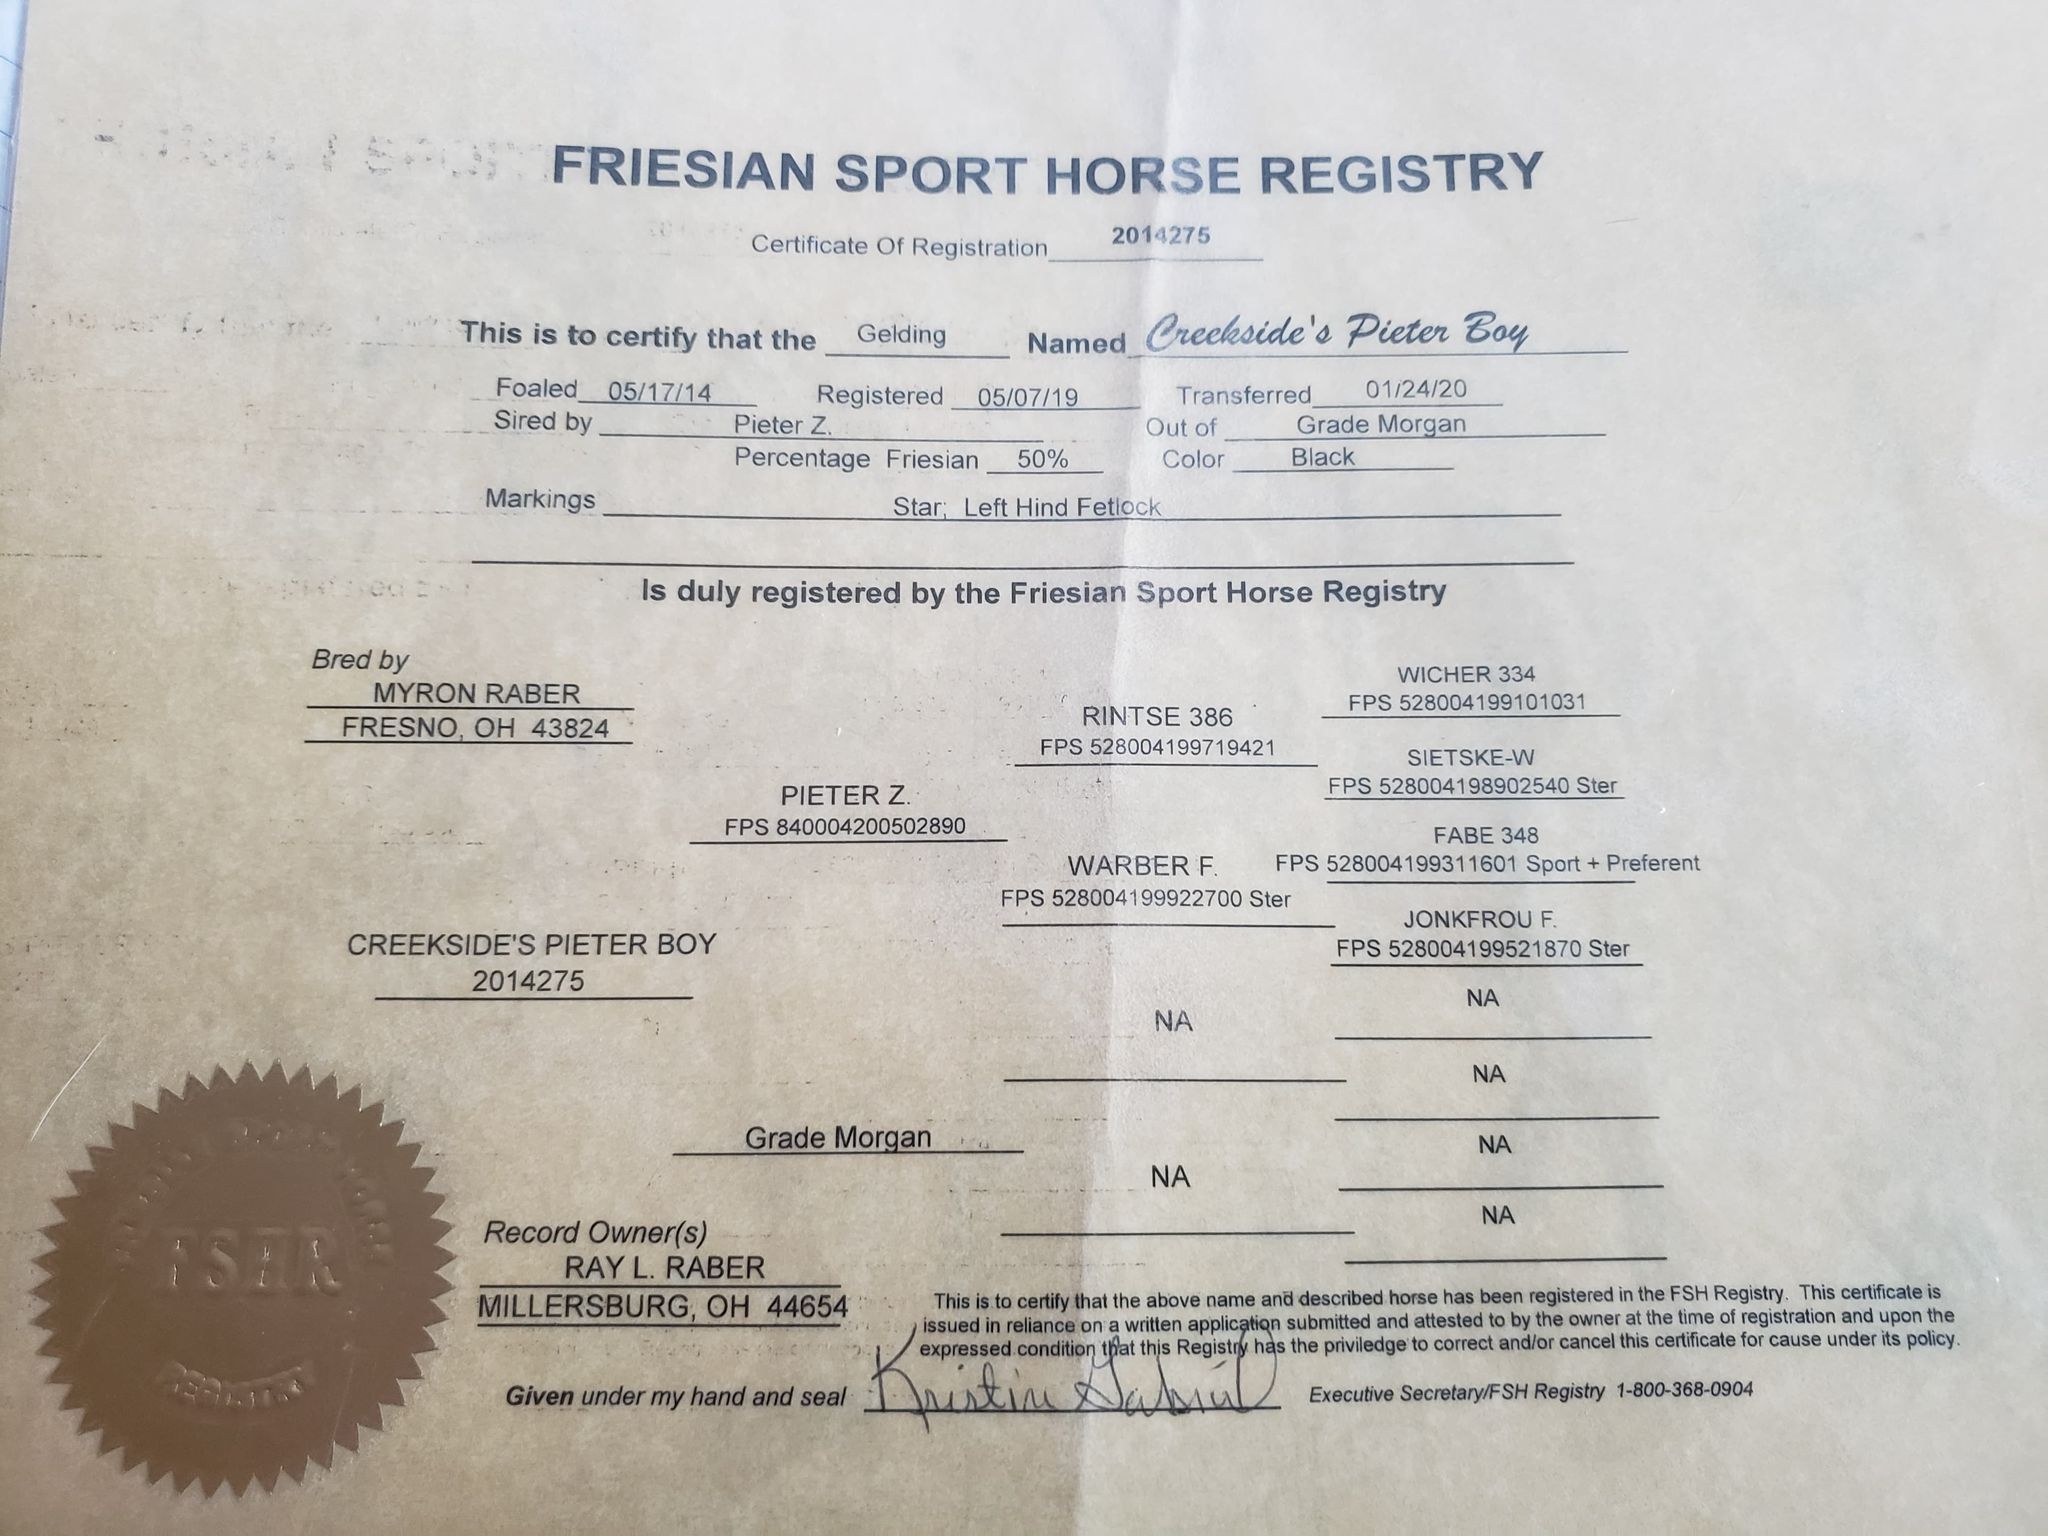 FRIESIAN SPORT HORSE REGISTRY
Certificate Of Registration 2014275
This is to certify that the Gelding Named Creekside's Pieter Boy
Foaled 05/17/14 Registered 05/07/19 Transferred 01/24/20
Sired by Pieter Z. Out of Grade Morgan
Percentage Friesian 50% Color Black
Markings Star; Left Hind Fetlock
Is duly registered by the Friesian Sport Horse Registry
Bred by
MYRON RABER
FRESNO, OH 43824
WICHER 334
FPS 528004199101031
RINTSE 386
FPS 528004199719421
SIETSKE-W
FPS 528004198902540 Ster
PIETER Z.
FPS 840004200502890
FABE 348
FPS 528004199311601 Sport + Preferent
WARBER F.
FPS 528004199922700 Ster
JONKFROU F.
FPS 528004199521870 Ster
CREEKSIDE'S PIETER BOY
2014275
NA
NA
NA
Grade Morgan
NA
NA
NA
Record Owner(s)
RAY L. RABER
MILLERSBURG, OH 44654
This is to certify that the above name and described horse has been registered in the FSH Registry. This certificate is
issued in reliance on a written application submitted and attested to by the owner at the time of registration and upon the
expressed condition that this Registry has the priviledge to correct and/or cancel this certificate for cause under its policy.
Given under my hand and seal Kristin Gabriel Executive Secretary/FSH Registry 1-800-368-0904
FSHR
REGISTRY